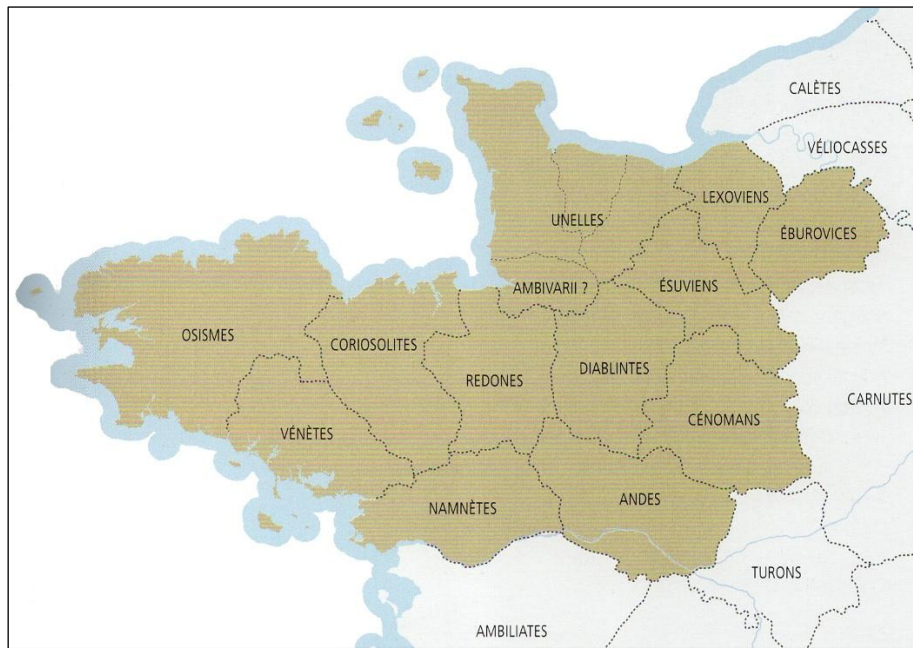 CALÈTES
VÉLIOCASSES
LEXOVIENS
UNELLES
ÉBUROVICES
AMBIVARII ?
ÉSUVIENS
OSISMES
CORIOSOLITES
REDONES
DIABLINTES
CARNUTES
CÉNOMANS
VÉNÈTES
NAMNÈTES
ANDES
TURONS
AMBILIATES